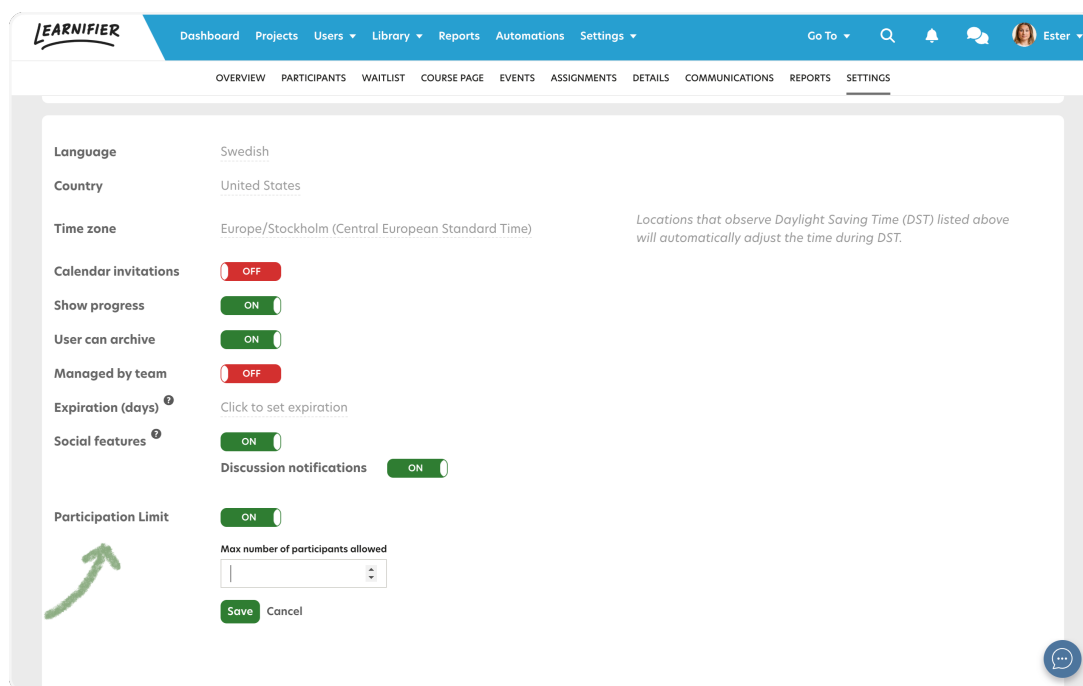 LEARNIFIER
Dashboard Projects Users Library Reports Automations Settings Go To Ester
OVERVIEW PARTICIPANTS WAITLIST COURSE PAGE EVENTS ASSIGNMENTS DETAILS COMMUNICATIONS REPORTS SETTINGS
Language Swedish
Country United States
Time zone Europe/Stockholm (Central European Standard Time)
Locations that observe Daylight Saving Time (DST) listed above
will automatically adjust the time during DST.
Calendar invitations OFF
Show progress ON
User can archive ON
Managed by team OFF
Expiration (days) ? Click to set expiration
Social features ? ON
Discussion notifications ON
Participation Limit ON
Max number of participants allowed
Save Cancel